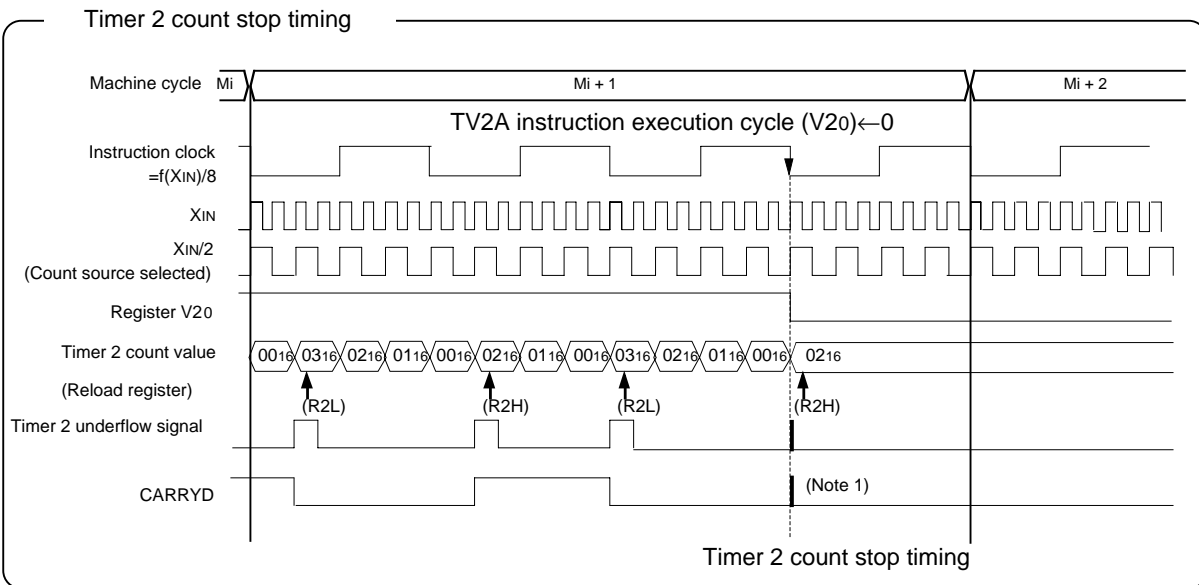 Timer 2 count stop timing
Machine cycle Mi Mi + 1 Mi + 2
TV2A instruction execution cycle (V20)←0
Instruction clock
=f(XIN)/8
XIN
XIN/2
(Count source selected)
Register V20
Timer 2 count value 0016 0316 0216 0116 0016 0216 0116 0016 0316 0216 0116 0016 0216
(Reload register)
(R2L) (R2H) (R2L) (R2H)
Timer 2 underflow signal
CARRYD (Note 1)
Timer 2 count stop timing